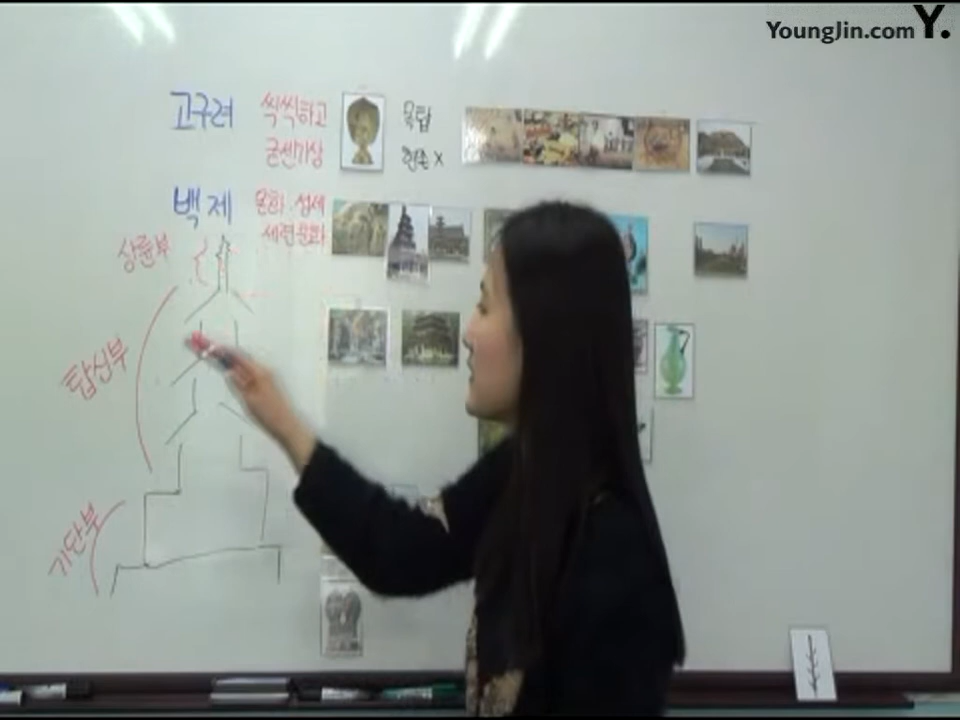 YoungJin.com Y.
고구려
씩씩하고
굳센기상
목탑
현존 X
백제
온화·섬세
세련문화
상륜부
탑신부
기단부